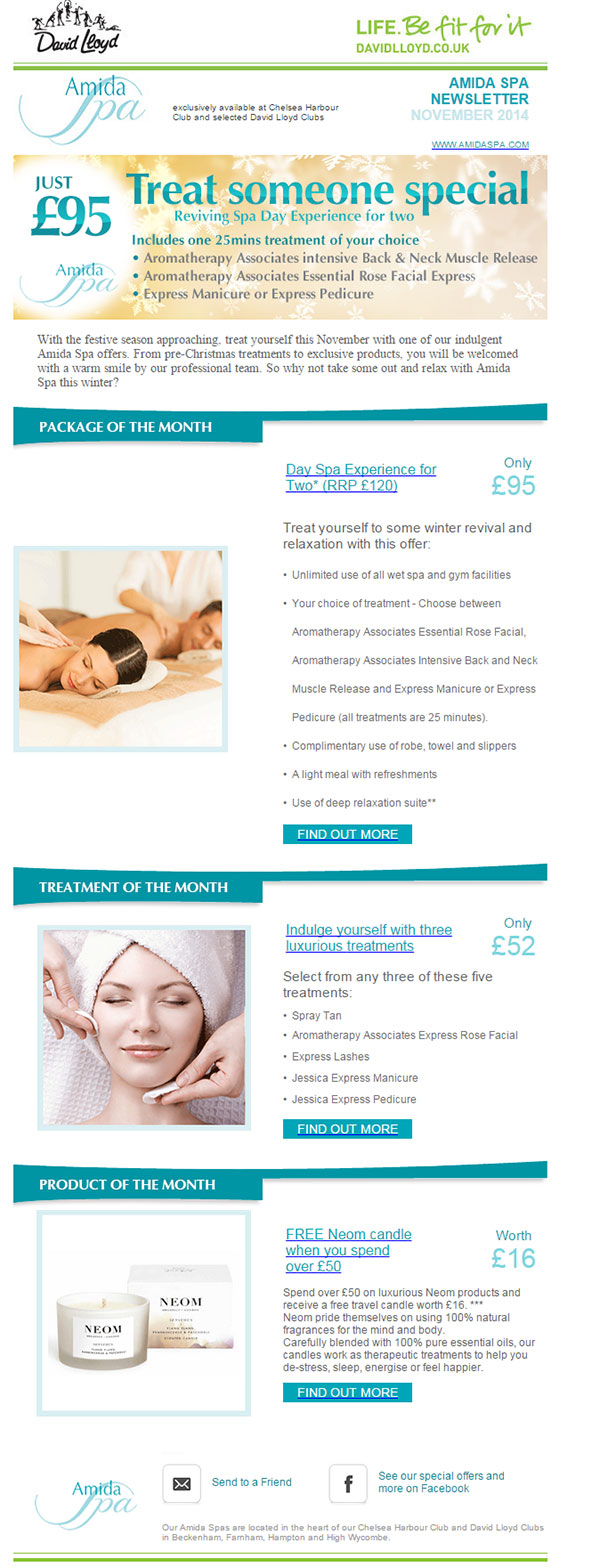 David Lloyd
LIFE. Be fit for it
DAVIDLLOYD.CO.UK
Amida
Spa
exclusively available at Chelsea Harbour
Club and selected David Lloyd Clubs
AMIDA SPA
NEWSLETTER
NOVEMBER 2014
WWW.AMIDASPA.COM
JUST
£95
Amida
Spa
Treat someone special
Reviving Spa Day Experience for two
Includes one 25mins treatment of your choice
• Aromatherapy Associates intensive Back & Neck Muscle Release
• Aromatherapy Associates Essential Rose Facial Express
• Express Manicure or Express Pedicure
With the festive season approaching, treat yourself this November with one of our indulgent
Amida Spa offers. From pre-Christmas treatments to exclusive products, you will be welcomed
with a warm smile by our professional team. So why not take some out and relax with Amida
Spa this winter?
PACKAGE OF THE MONTH
Day Spa Experience for
Two* (RRP £120)
Only
£95
Treat yourself to some winter revival and
relaxation with this offer:
• Unlimited use of all wet spa and gym facilities
• Your choice of treatment - Choose between
Aromatherapy Associates Essential Rose Facial,
Aromatherapy Associates Intensive Back and Neck
Muscle Release and Express Manicure or Express
Pedicure (all treatments are 25 minutes).
• Complimentary use of robe, towel and slippers
• A light meal with refreshments
• Use of deep relaxation suite**
FIND OUT MORE
TREATMENT OF THE MONTH
Indulge yourself with three
luxurious treatments
Only
£52
Select from any three of these five
treatments:
• Spray Tan
• Aromatherapy Associates Express Rose Facial
• Express Lashes
• Jessica Express Manicure
• Jessica Express Pedicure
FIND OUT MORE
PRODUCT OF THE MONTH
NEOM
NEOM
FREE Neom candle
when you spend
over £50
Worth
£16
Spend over £50 on luxurious Neom products and
receive a free travel candle worth £16. ***
Neom pride themselves on using 100% natural
fragrances for the mind and body.
Carefully blended with 100% pure essential oils, our
candles work as therapeutic treatments to help you
de-stress, sleep, energise or feel happier.
FIND OUT MORE
Amida
Spa
Send to a Friend
f
See our special offers and
more on Facebook
Our Amida Spas are located in the heart of our Chelsea Harbour Club and David Lloyd Clubs
in Beckenham, Farnham, Hampton and High Wycombe.